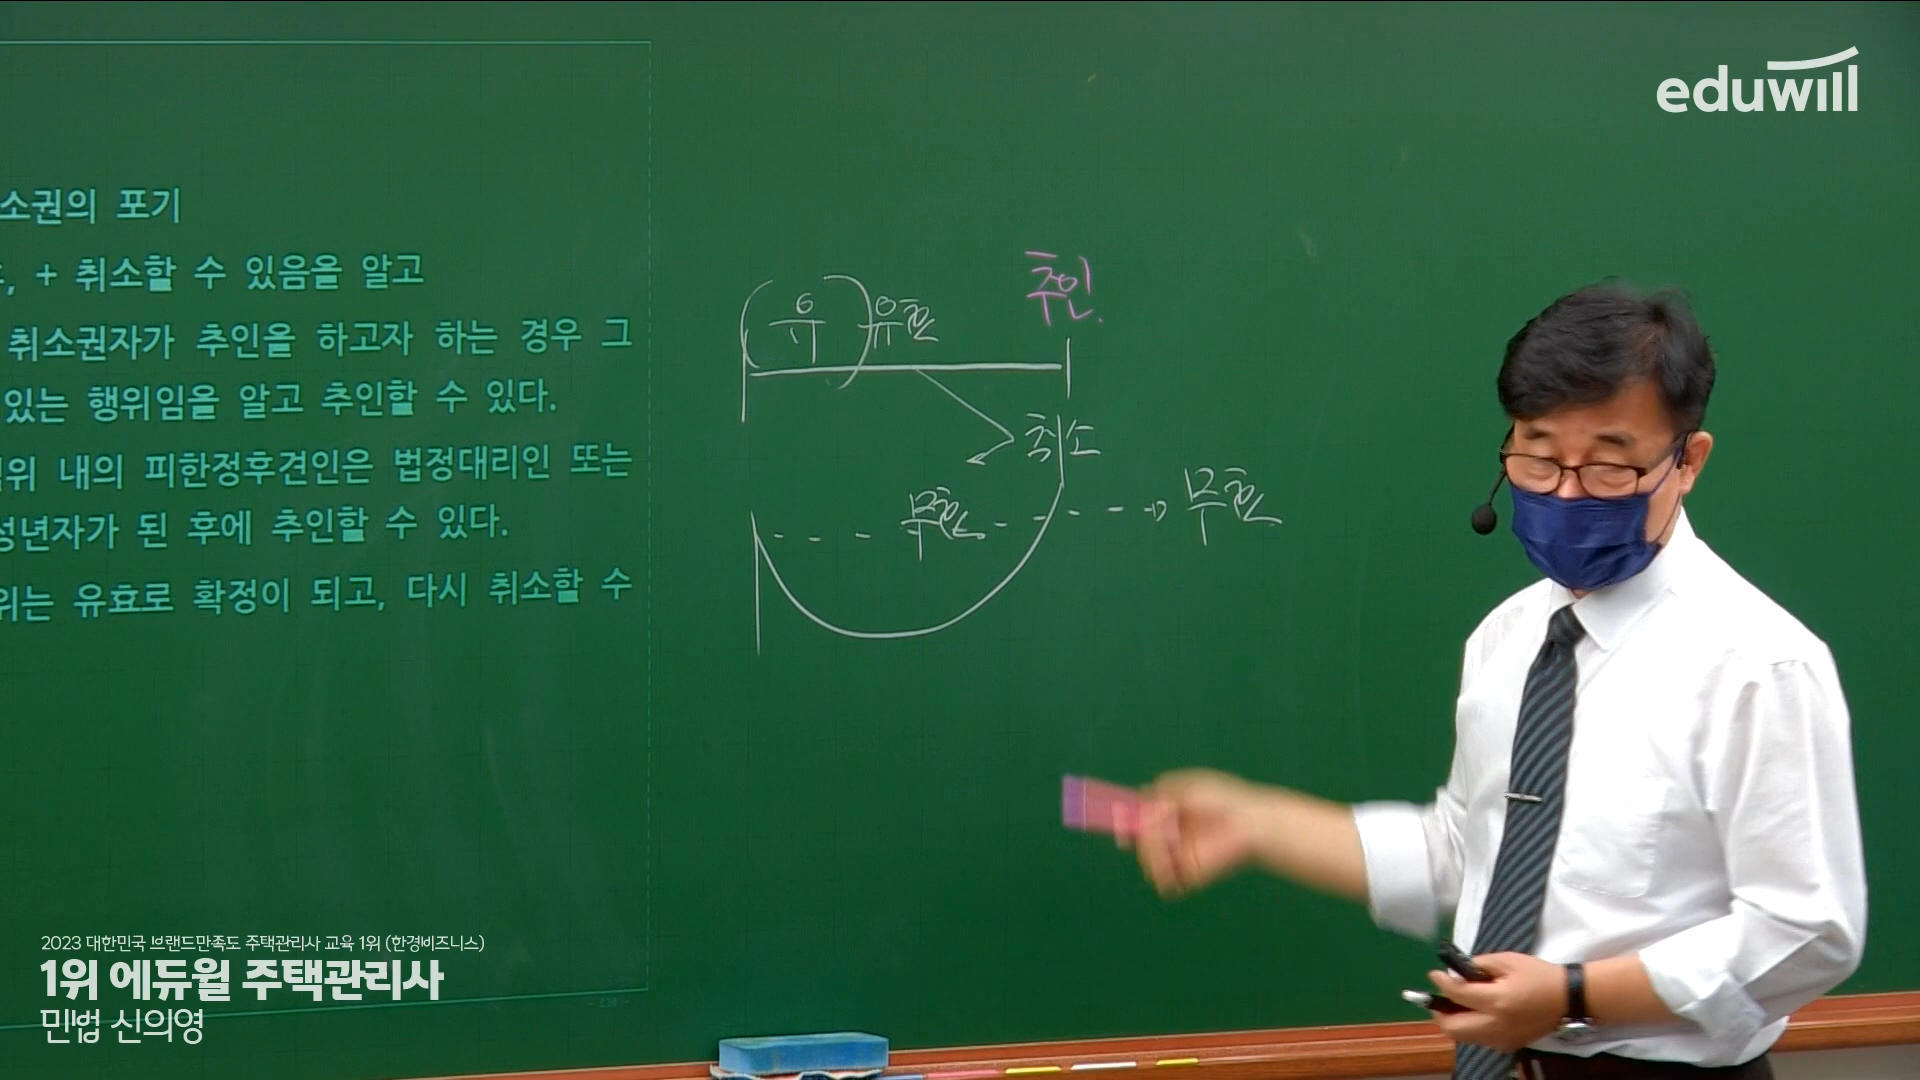 eduwill
소권의 포기
, + 취소할 수 있음을 알고
취소권자가 추인을 하고자 하는 경우 그
있는 행위임을 알고 추인할 수 있다.
위 내의 피한정후견인은 법정대리인 또는
성년자가 된 후에 추인할 수 있다.
위는 유효로 확정이 되고, 다시 취소할 수
추인.
(유) 유효
취소
무효 무효
2023 대한민국 브랜드만족도 주택관리사 교육 1위 (한경비즈니스)
1위 에듀윌 주택관리사
민법 신의영